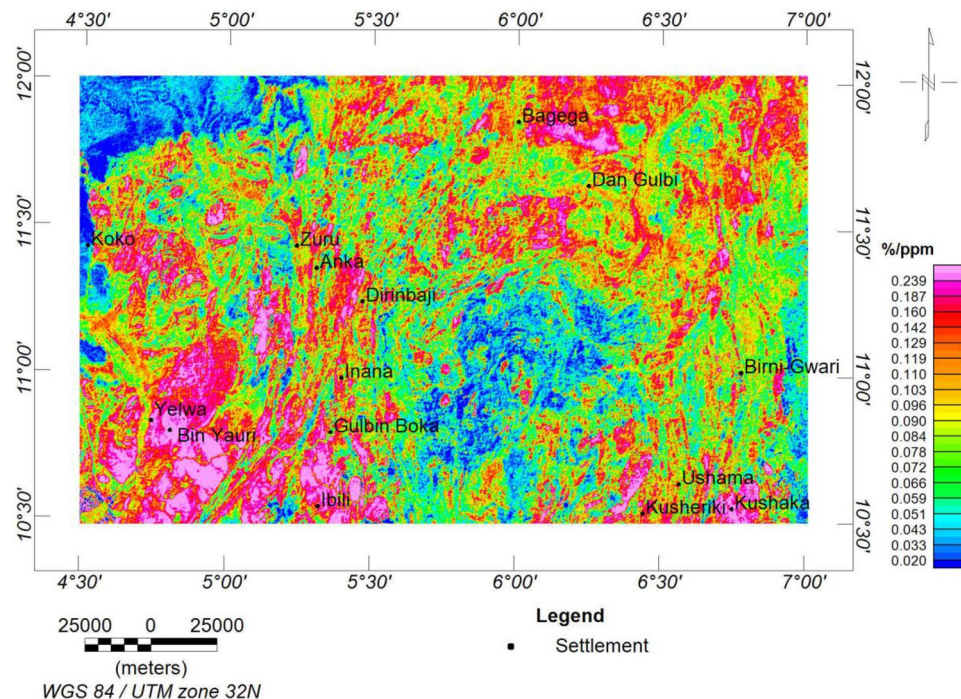 4°30' 5°00' 5°30' 6°00' 6°30' 7°00'
12°00' 12°00'
N
Bagega
Dan Gulbi
11°30' 11°30'
Koko
Zuru
Anka
%/ppm
Dirinbaji
0.239
0.187
0.160
0.142
0.129
0.119
0.110
0.103
0.096
0.090
0.084
0.078
0.072
0.066
0.059
0.051
0.043
0.033
0.020
11°00' 11°00'
Inana
Birni-Gwari
Yelwa
Bin Yauri
Gulbin Boka
Ushama
Ibili
Kusheriki
Kushaka
10°30' 10°30'
4°30' 5°00' 5°30' 6°00' 6°30' 7°00'
25000 0 25000
(meters)
WGS 84 / UTM zone 32N
Legend
Settlement